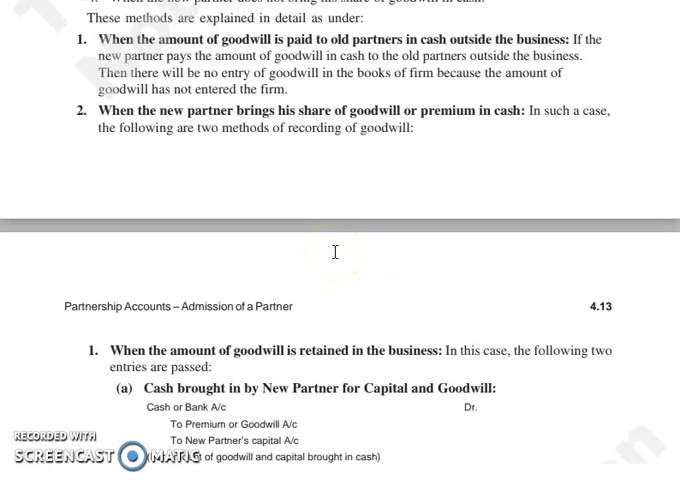 These methods are explained in detail as under:
1. When the amount of goodwill is paid to old partners in cash outside the business: If the
new partner pays the amount of goodwill in cash to the old partners outside the business.
Then there will be no entry of goodwill in the books of firm because the amount of
goodwill has not entered the firm.
2. When the new partner brings his share of goodwill or premium in cash: In such a case,
the following are two methods of recording of goodwill:
Partnership Accounts – Admission of a Partner 4.13
1. When the amount of goodwill is retained in the business: In this case, the following two
entries are passed:
(a) Cash brought in by New Partner for Capital and Goodwill:
Cash or Bank A/c Dr.
To Premium or Goodwill A/c
To New Partner's capital A/c
of goodwill and capital brought in cash)
RECORDED WITH
SCREENCAST MATIC